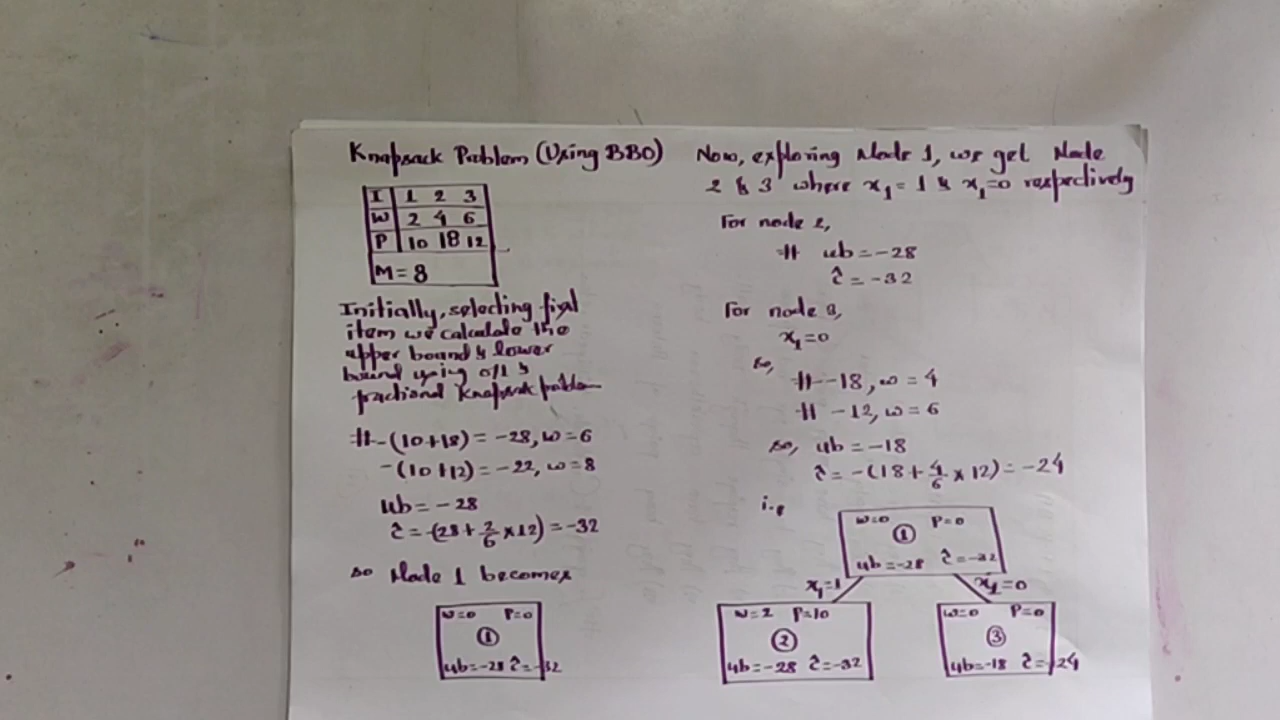 Knapsack Problem (Using BBO)
I 1 2 3
W 2 4 6
P 10 18 12
M = 8
Initially, selecting first
item we calculate the
upper bound & lower
bound using 0/1 &
fractional knapsack problem
# -(10+18) = -28, w=6
-(10+12) = -22, w=8
ub = -28
ĉ = -(28 + 2/6 × 12) = -32
so Node 1 becomes
w=0 P=0
①
ub=-28 ĉ=-32
Now, exploring Node 1, we get Node
2 & 3 where x₁ = 1 & x₁=0 respectively
For node 2,
# ub = -28
ĉ = -32
For node 3,
x₁=0
so,
# -18, w = 4
# -12, w = 6
so, ub = -18
ĉ = -(18 + 4/6 × 12) = -24
i.e
w=0 P=0
①
ub=-28 ĉ=-32
x₁=1 x₁=0
w=2 P=10
②
ub=-28 ĉ=-32
w=0 P=0
③
ub=-18 ĉ=-24